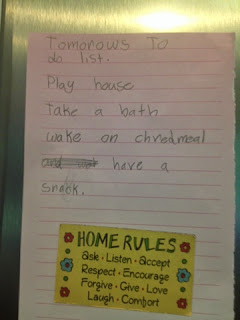 Tomorows To
do list.
Play house
Take a bath
wake on
have a
snack.
HOME RULES
Ask • Listen • Accept
Respect • Encourage
Forgive • Give • Love
Laugh • Comfort